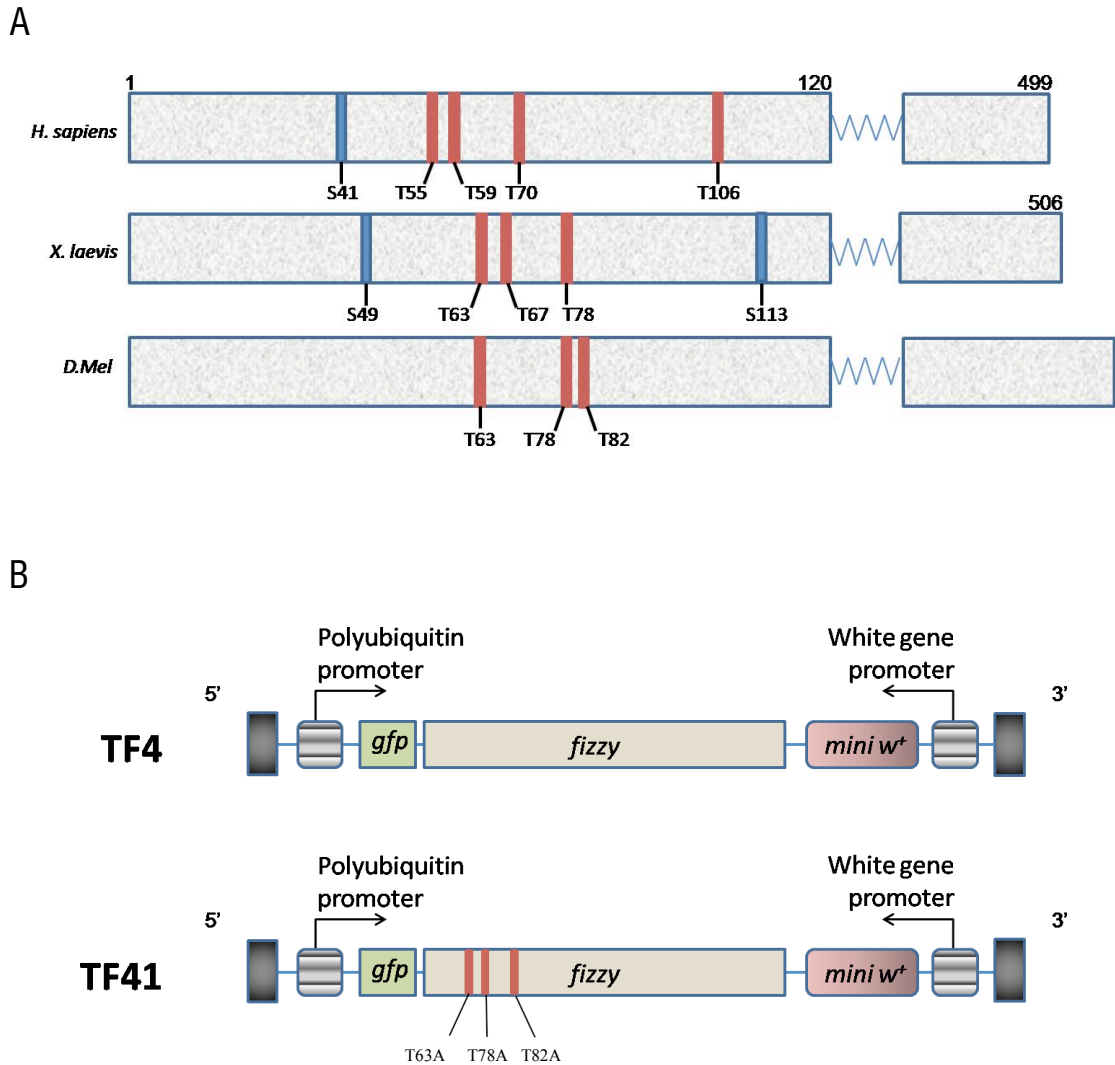 A
1 120 499
H. sapiens
S41 T55 T59 T70 T106
506
X. laevis
S49 T63 T67 T78 S113
D.Mel
T63 T78 T82
B
Polyubiquitin
promoter
White gene
promoter
5’ 3’
TF4
gfp fizzy mini w+
Polyubiquitin
promoter
White gene
promoter
5’ 3’
TF41
gfp fizzy mini w+
T63A T78A T82A